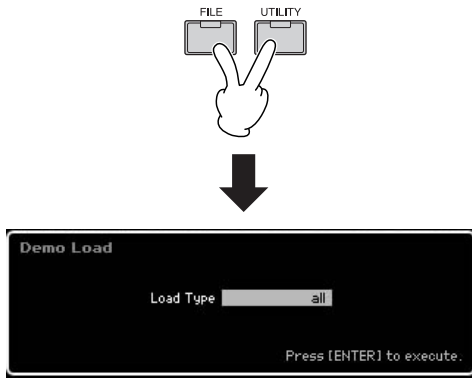 FILE UTILITY
Demo Load
Load Type all
Press [ENTER] to execute.